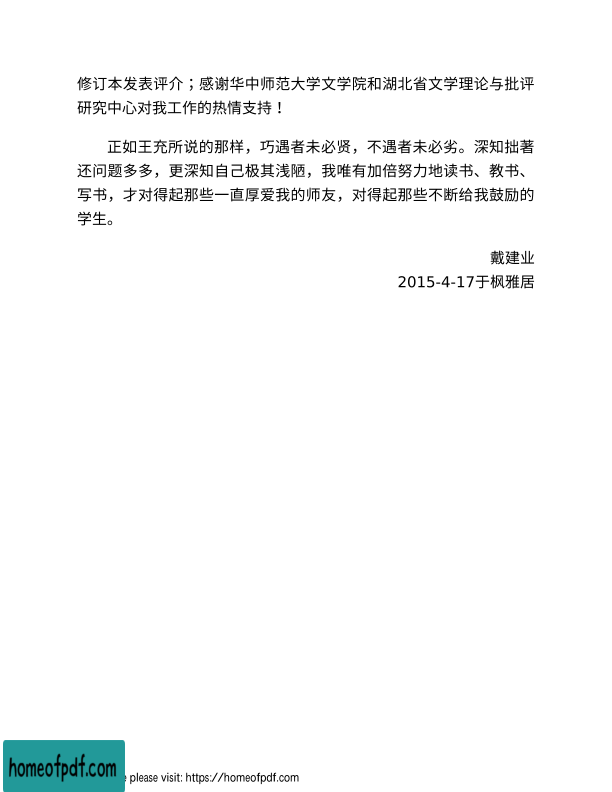 修订本发表评介；感谢华中师范大学文学院和湖北省文学理论与批评
研究中心对我工作的热情支持！
正如王充所说的那样，巧遇者未必贤，不遇者未必劣。深知拙著
还问题多多，更深知自己极其浅陋，我唯有加倍努力地读书、教书、
写书，才对得起那些一直厚爱我的师友，对得起那些不断给我鼓励的
学生。
戴建业
2015-4-17于枫雅居
homeofpdf.com
please visit: https://homeofpdf.com